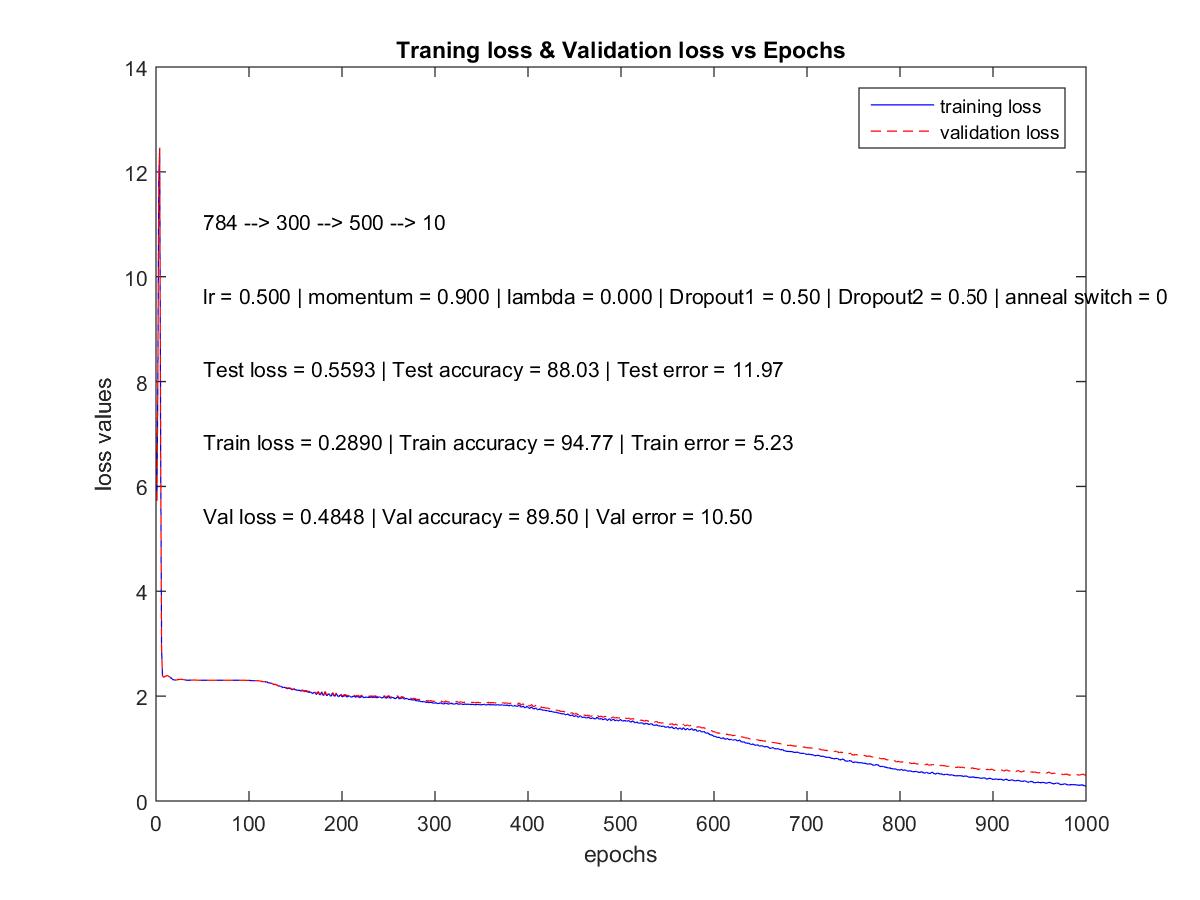 Traning loss & Validation loss vs Epochs
14
12
10
8
6
4
2
0
loss values
training loss
validation loss
784 --> 300 --> 500 --> 10
lr = 0.500 | momentum = 0.900 | lambda = 0.000 | Dropout1 = 0.50 | Dropout2 = 0.50 | anneal switch = 0
Test loss = 0.5593 | Test accuracy = 88.03 | Test error = 11.97
Train loss = 0.2890 | Train accuracy = 94.77 | Train error = 5.23
Val loss = 0.4848 | Val accuracy = 89.50 | Val error = 10.50
0 100 200 300 400 500 600 700 800 900 1000
epochs